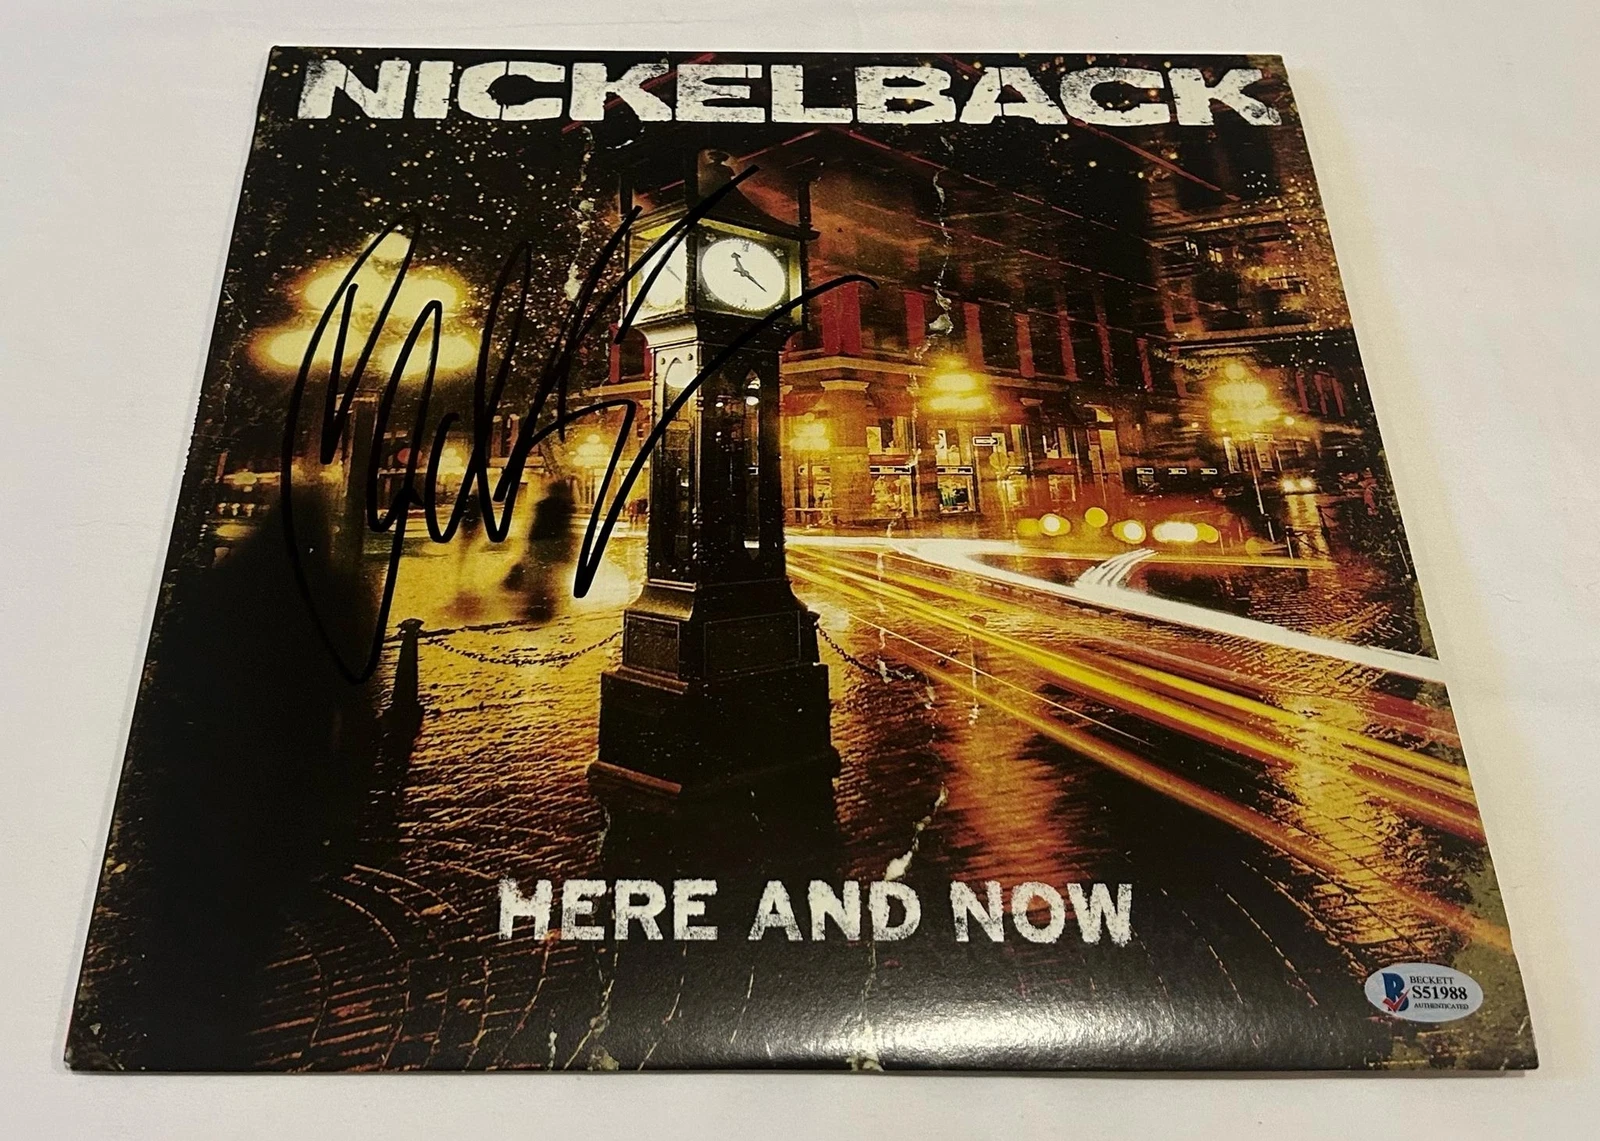 NICKELBACK
HERE AND NOW
BECKETT
S51988
AUTHENTICATED